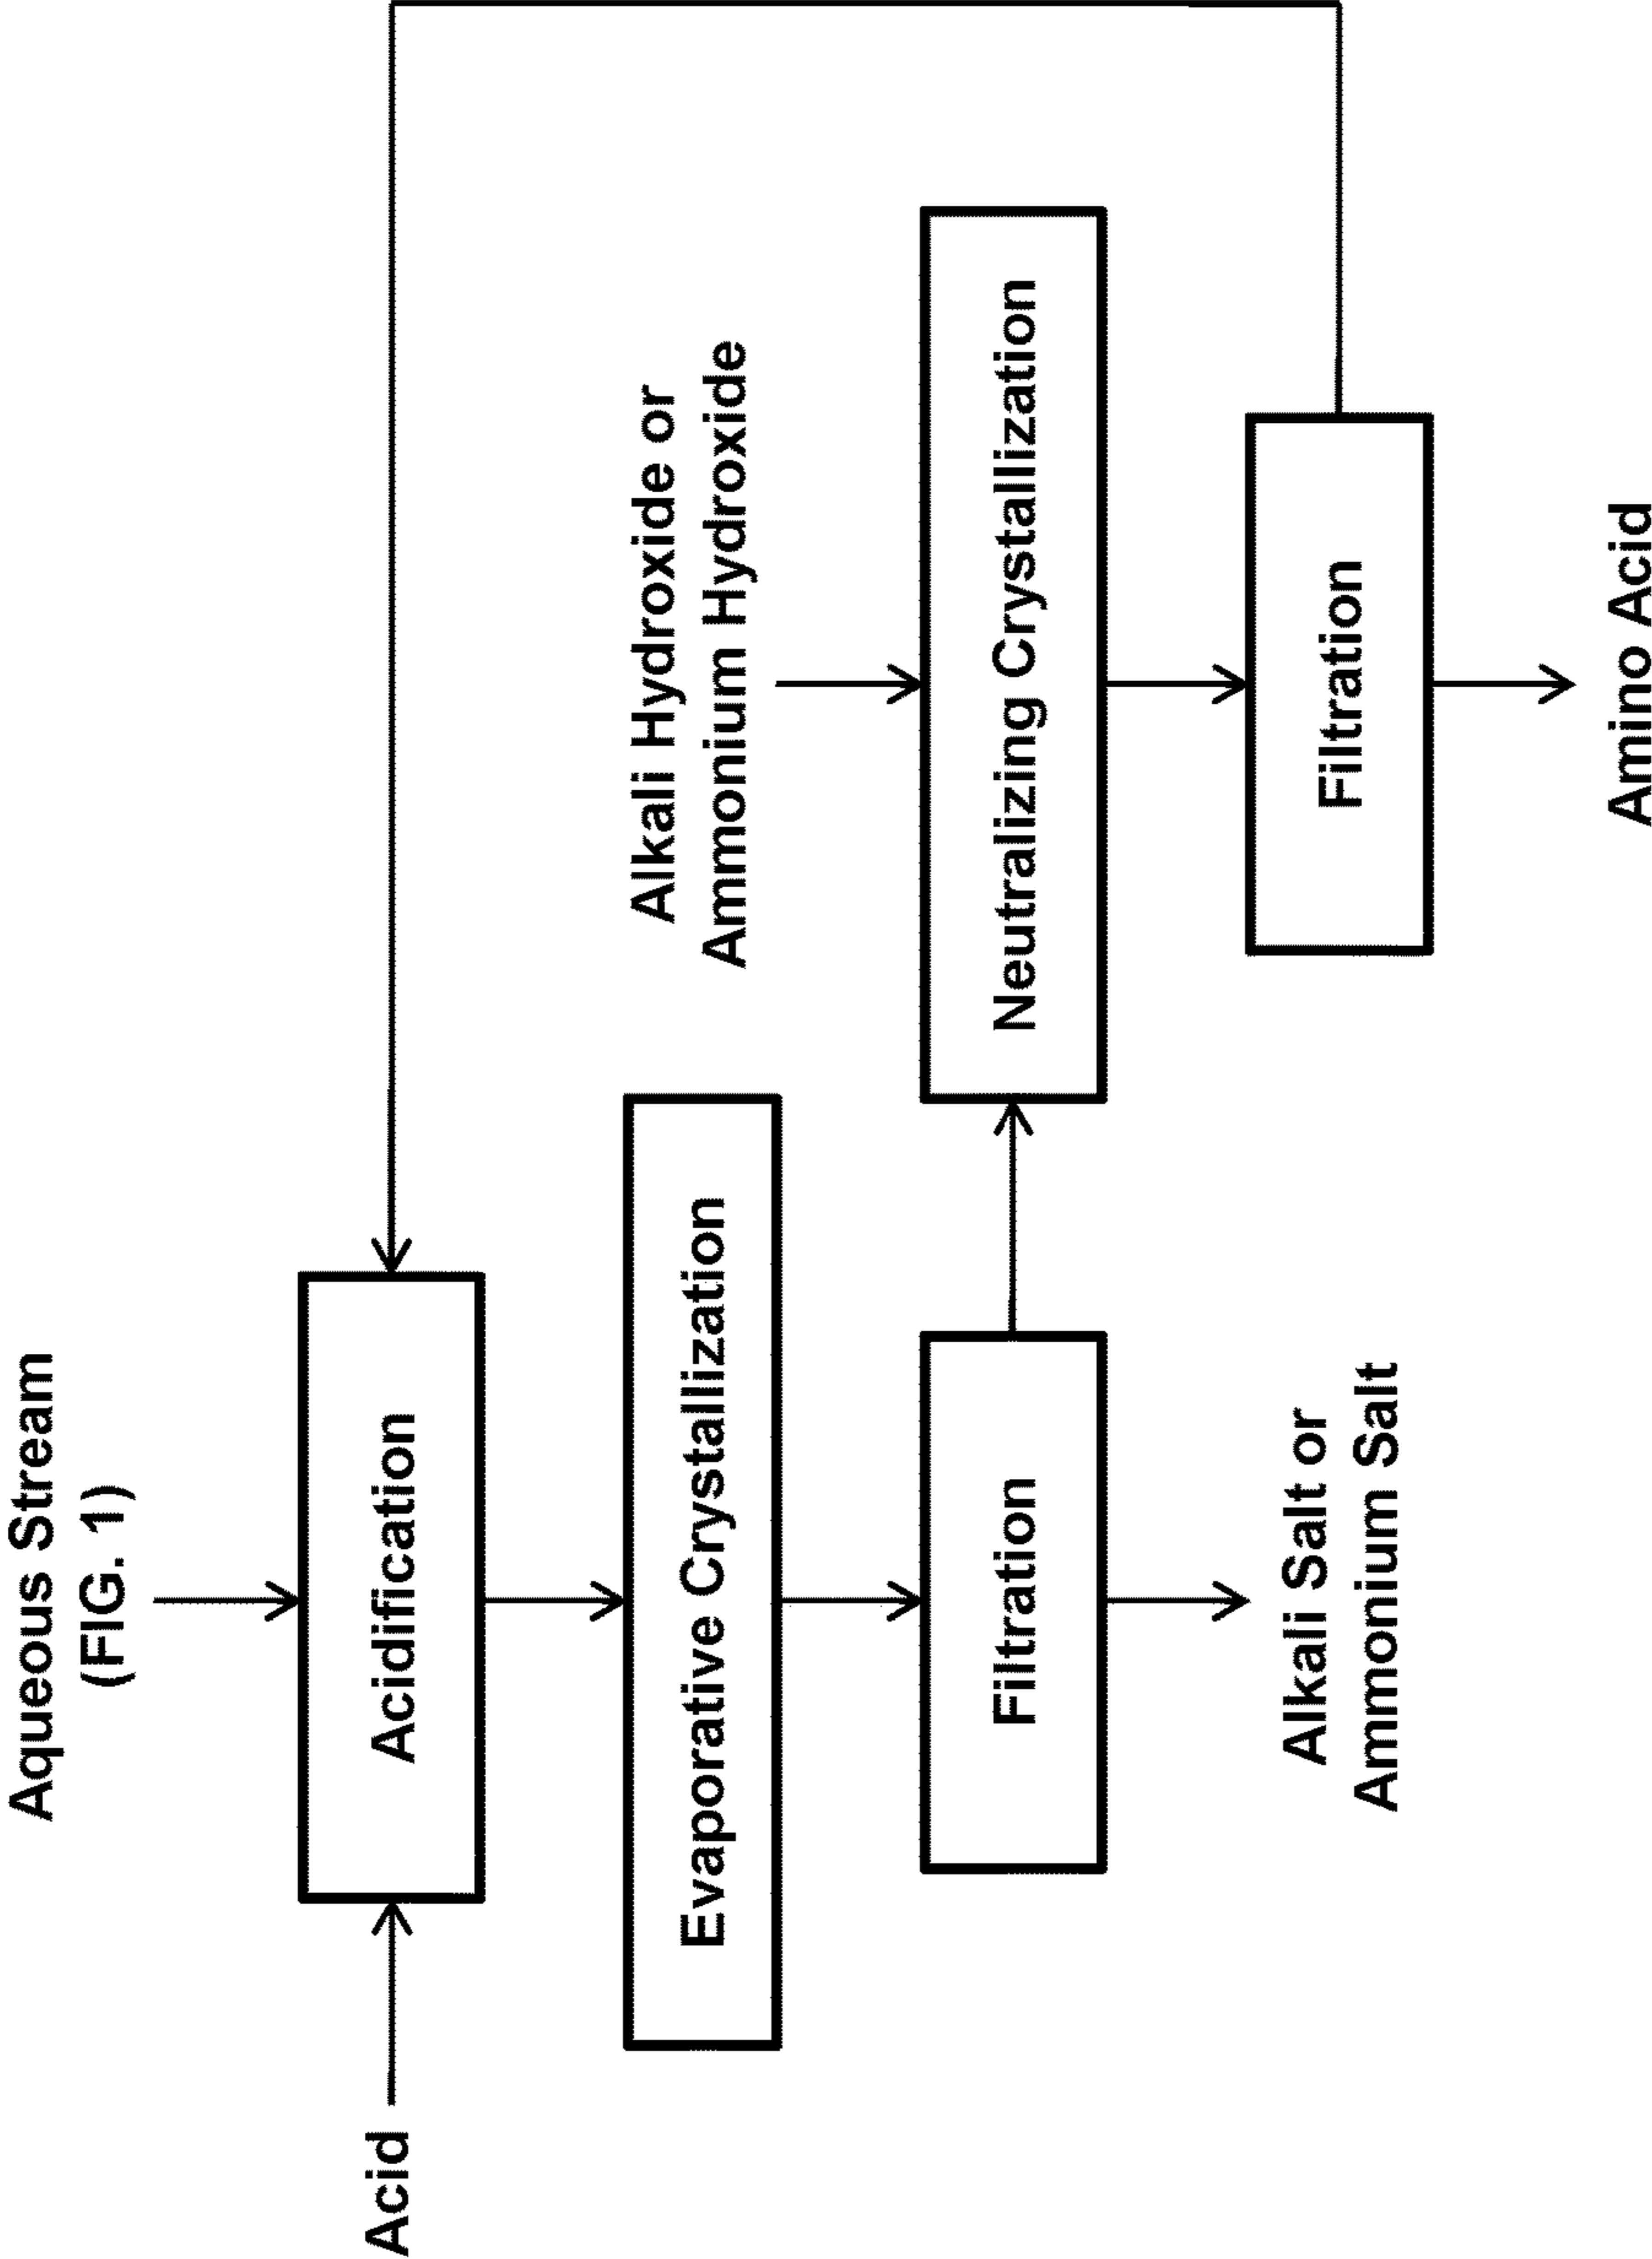 Aqueous Stream
(FIG. 1)
Acid
Acidification
Evaporative Crystallization
Filtration
Alkali Salt or
Ammonium Salt
Alkali Hydroxide or
Ammonium Hydroxide
Neutralizing Crystallization
Filtration
Amino Acid